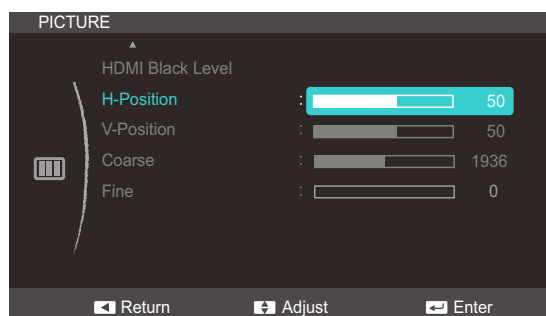 PICTURE
HDMI Black Level
H-Position : 50
V-Position : 50
Coarse : 1936
Fine : 0
Return Adjust Enter